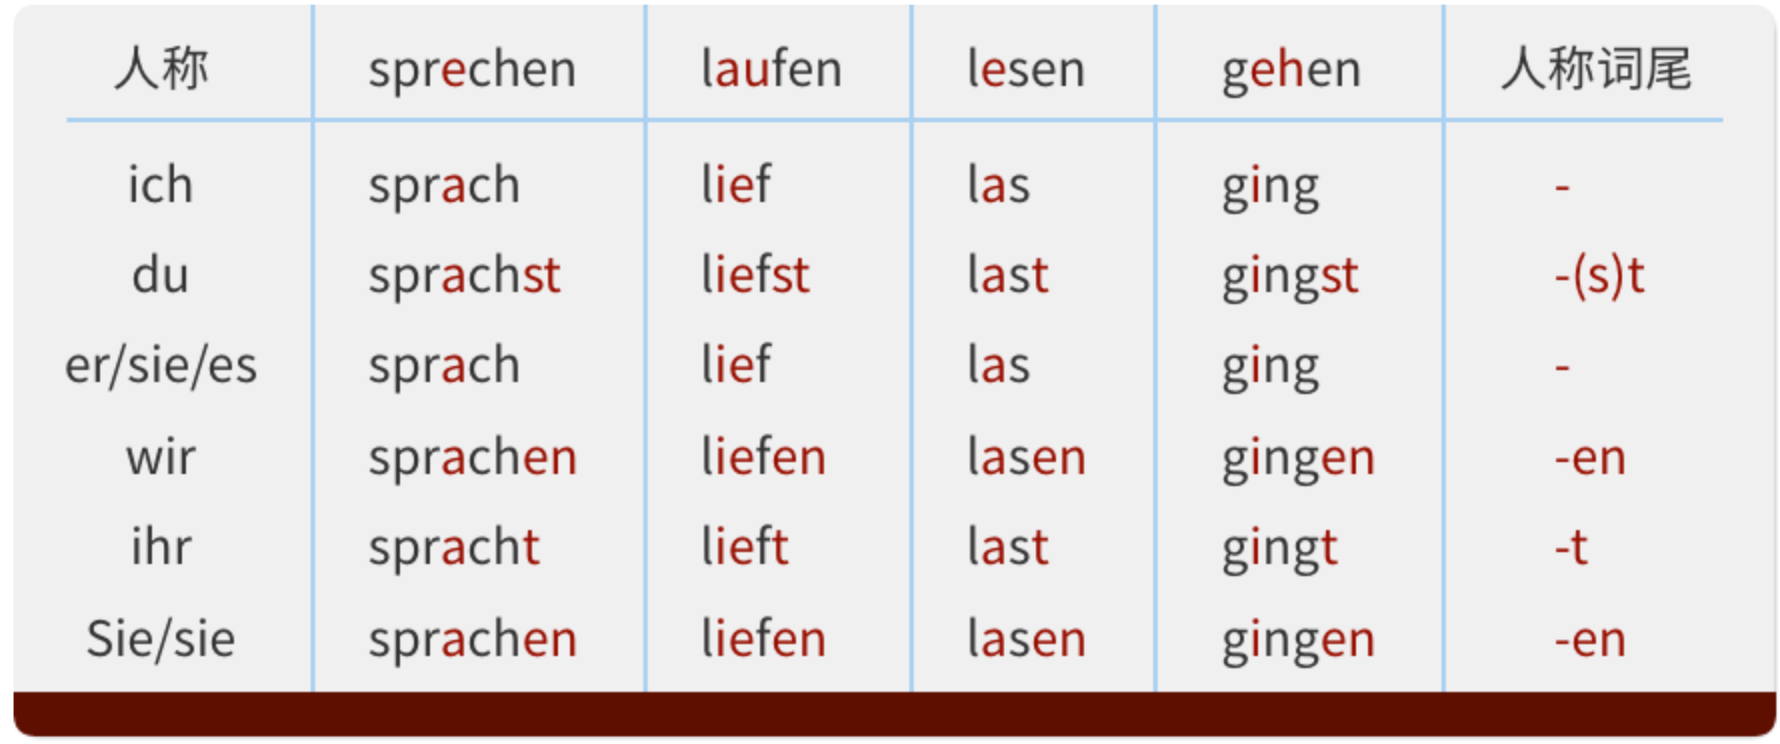 人称 sprechen laufen lesen gehen 人称词尾
ich sprach lief las ging -
du sprachst liefst last gingst -(s)t
er/sie/es sprach lief las ging -
wir sprachen liefen lasen gingen -en
ihr spracht lieft last gingt -t
Sie/sie sprachen liefen lasen gingen -en